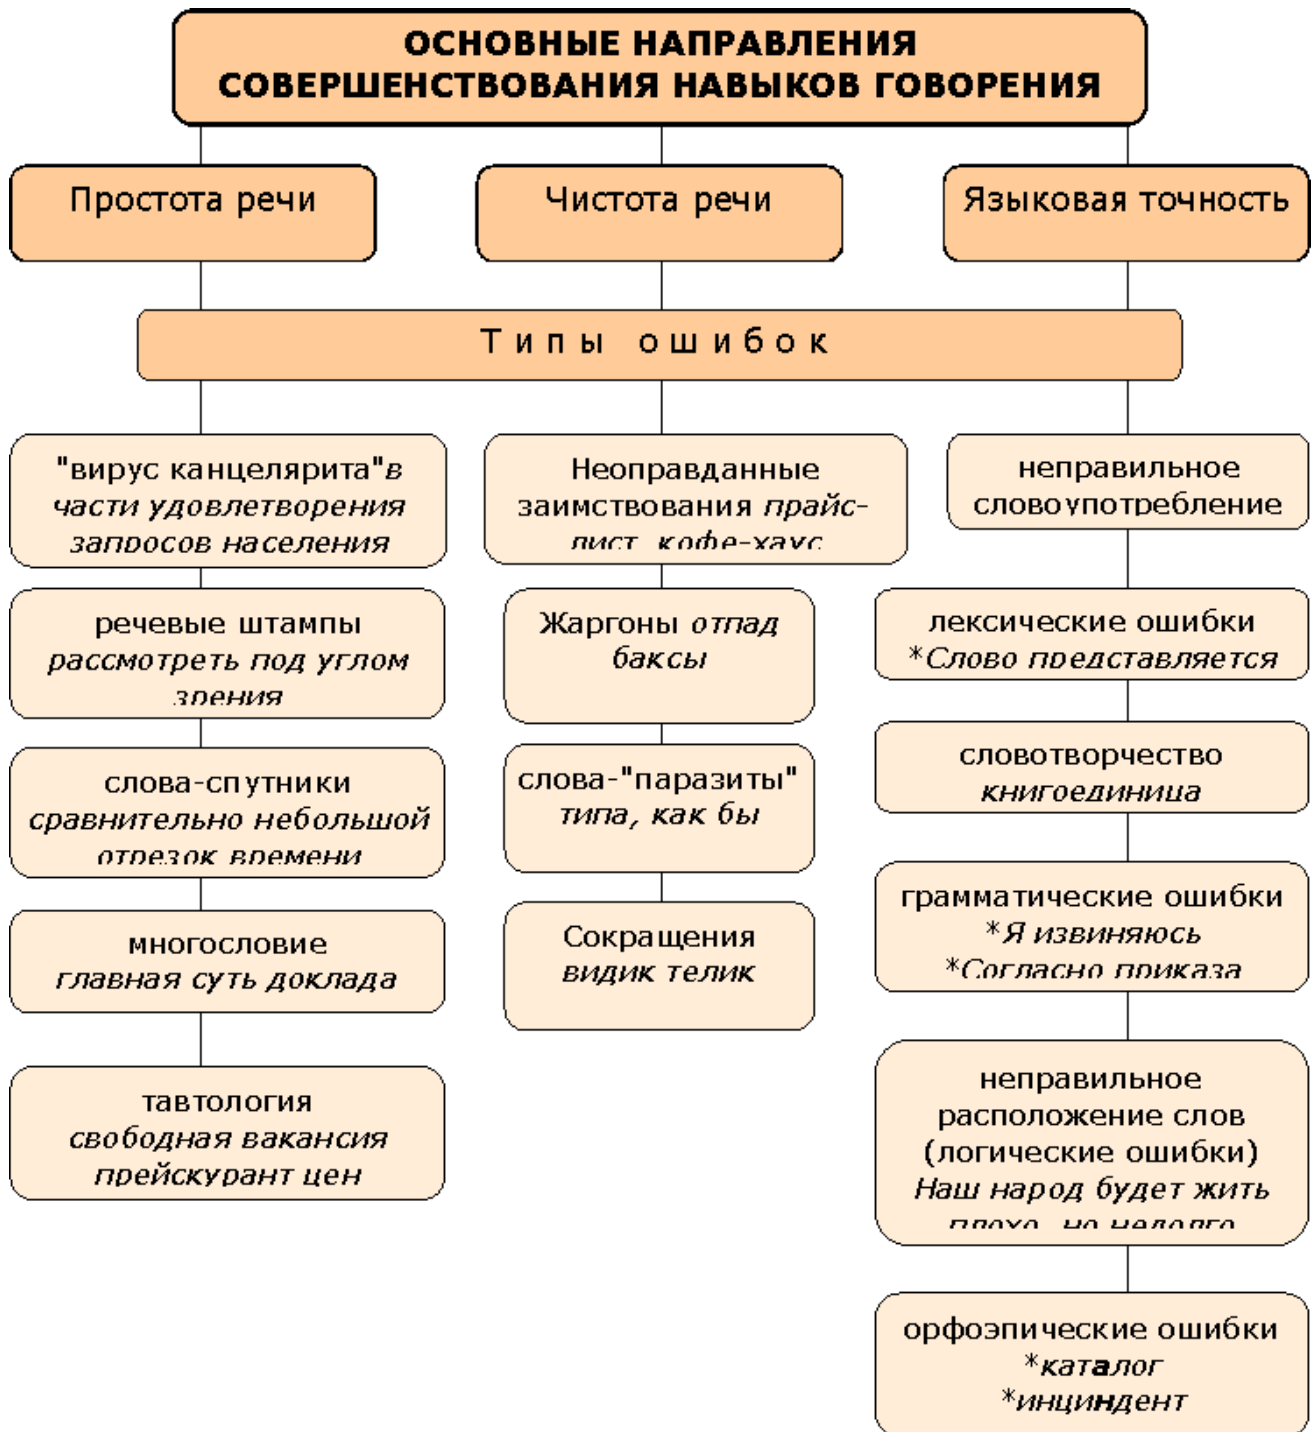 ОСНОВНЫЕ НАПРАВЛЕНИЯ
СОВЕРШЕНСТВОВАНИЯ НАВЫКОВ ГОВОРЕНИЯ
Простота речи
Чистота речи
Языковая точность
Типы ошибок
"вирус канцелярита"в
части удовлетворения
запросов населения
речевые штампы
рассмотреть под углом
зрения
слова-спутники
сравнительно небольшой
отрезок времени
многословие
главная суть доклада
тавтология
свободная вакансия
прейскурант цен
Неоправданные
заимствования прайс-
лист, кофе-хаус
Жаргоны отпад
баксы
слова-"паразиты"
типа, как бы
Сокращения
видик телик
неправильное
словоупотребление
лексические ошибки
*Слово представляется
словотворчество
книгоединица
грамматические ошибки
*Я извиняюсь
*Согласно приказа
неправильное
расположение слов
(логические ошибки)
Наш народ будет жить
плохо, но недолго
орфоэпические ошибки
*каталог
*инциндент